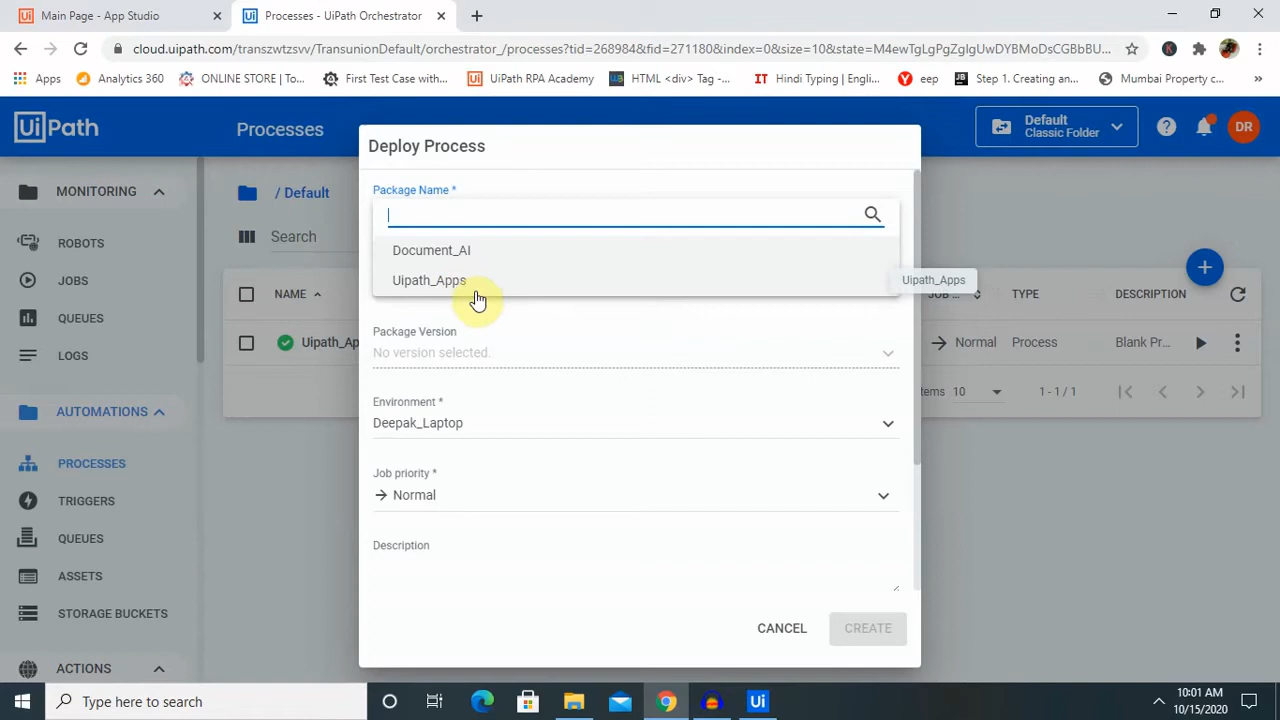 Main Page - App Studio
Processes - UiPath Orchestrator
cloud.uipath.com/transzwtzsvv/TransunionDefault/orchestrator_/processes?tid=268984&fid=271180&index=0&size=10&state=M4ewTgLgPgZglgUwDYBMoDsCGBbBU...
Apps
Analytics 360
ONLINE STORE | To...
First Test Case with...
UiPath RPA Academy
HTML <div> Tag -...
Hindi Typing | Engli...
eep
Step 1. Creating an...
Mumbai Property c...
UiPath
Processes
Default
Classic Folder
DR
MONITORING
ROBOTS
JOBS
QUEUES
LOGS
AUTOMATIONS
PROCESSES
TRIGGERS
QUEUES
ASSETS
STORAGE BUCKETS
ACTIONS
/ Default
Search
NAME
TYPE
DESCRIPTION
Uipath_Ap
Normal
Process
Blank Pr...
10
1 - 1 / 1
Deploy Process
Package Name *
Document_AI
Uipath_Apps
Uipath_Apps
Package Version
No version selected.
Environment *
Deepak_Laptop
Job priority *
Normal
Description
CANCEL
CREATE
Type here to search
10:01 AM
10/15/2020